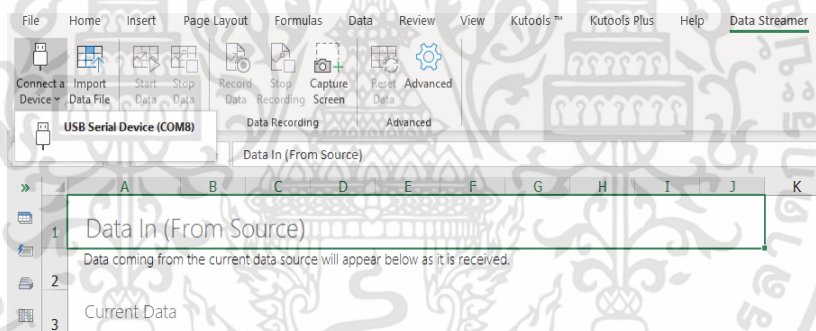 File Home Insert Page Layout Formulas Data Review View Kutools ™ Kutools Plus Help Data Streamer
Connect a Device Import Data File Start Data Stop Data Record Data Stop Recording Capture Screen Reset Data Advanced
Data Recording Advanced
USB Serial Device (COM8)
Data In (From Source)
A B C D E F G H I J K
1 Data In (From Source)
Data coming from the current data source will appear below as it is received.
2
Current Data
3